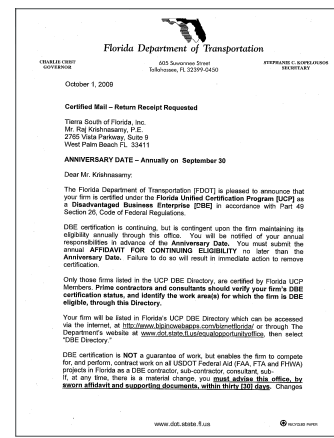 Florida Department of Transportation
CHARLIE CRIST
GOVERNOR
605 Suwannee Street
Tallahassee, FL 32399-0450
STEPHANIE C. KOPELOUSOS
SECRETARY
October 1, 2009
Certified Mail – Return Receipt Requested
Tierra South of Florida, Inc.
Mr. Raj Krishnasamy, P.E.
2765 Vista Parkway, Suite 9
West Palm Beach FL 33411
ANNIVERSARY DATE – Annually on September 30
Dear Mr. Krishnasamy:
The Florida Department of Transportation [FDOT] is pleased to announce that
your firm is certified under the Florida Unified Certification Program [UCP] as
a Disadvantaged Business Enterprise [DBE] in accordance with Part 49
Section 26, Code of Federal Regulations.
DBE certification is continuing, but is contingent upon the firm maintaining its
eligibility annually through this office. You will be notified of your annual
responsibilities in advance of the Anniversary Date. You must submit the
annual AFFIDAVIT FOR CONTINUING ELIGIBILITY no later than the
Anniversary Date. Failure to do so will result in immediate action to remove
certification.
Only those firms listed in the UCP DBE Directory, are certified by Florida UCP
Members. Prime contractors and consultants should verify your firm's DBE
certification status, and identify the work area(s) for which the firm is DBE
eligible, through this Directory.
Your firm will be listed in Florida's UCP DBE Directory which can be accessed
via the internet, at http://www.bipincwebapps.com/biznetflorida/ or through The
Department's website at www.dot.state.fl.us/equalopportunityoffice, then select
"DBE Directory."
DBE certification is NOT a guarantee of work, but enables the firm to compete
for, and perform, contract work on all USDOT Federal Aid (FAA, FTA and FHWA)
projects in Florida as a DBE contractor, sub-contractor, consultant, sub-
If, at any time, there is a material change, you must advise this office, by
sworn affidavit and supporting documents, within thirty [30] days. Changes
www.dot.state.fl.us
RECYCLED PAPER